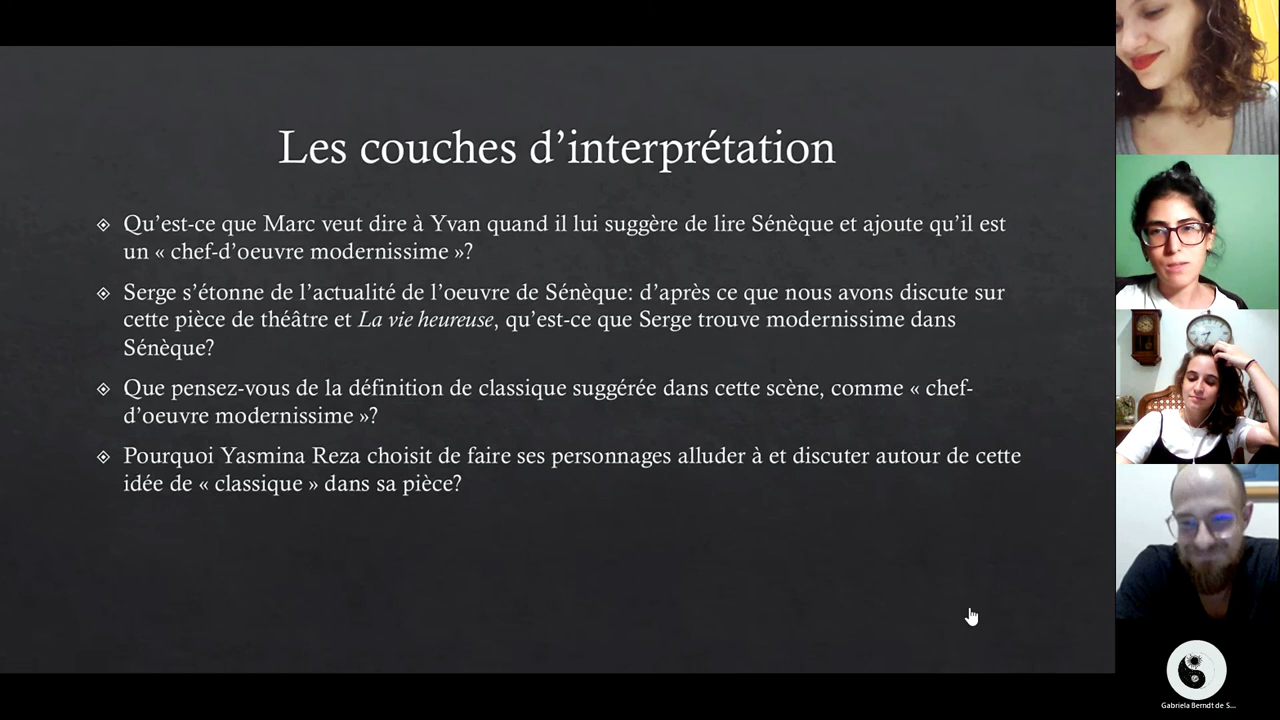 Les couches d’interprétation
Qu’est-ce que Marc veut dire à Yvan quand il lui suggère de lire Sénèque et ajoute qu’il est
un « chef-d’oeuvre modernissime »?
Serge s’étonne de l’actualité de l’oeuvre de Sénèque: d’après ce que nous avons discute sur
cette pièce de théâtre et La vie heureuse, qu’est-ce que Serge trouve modernissime dans
Sénèque?
Que pensez-vous de la définition de classique suggérée dans cette scène, comme « chef-
d’oeuvre modernissime »?
Pourquoi Yasmina Reza choisit de faire ses personnages alluder à et discuter autour de cette
idée de « classique » dans sa pièce?
Gabriela Berndt de S...